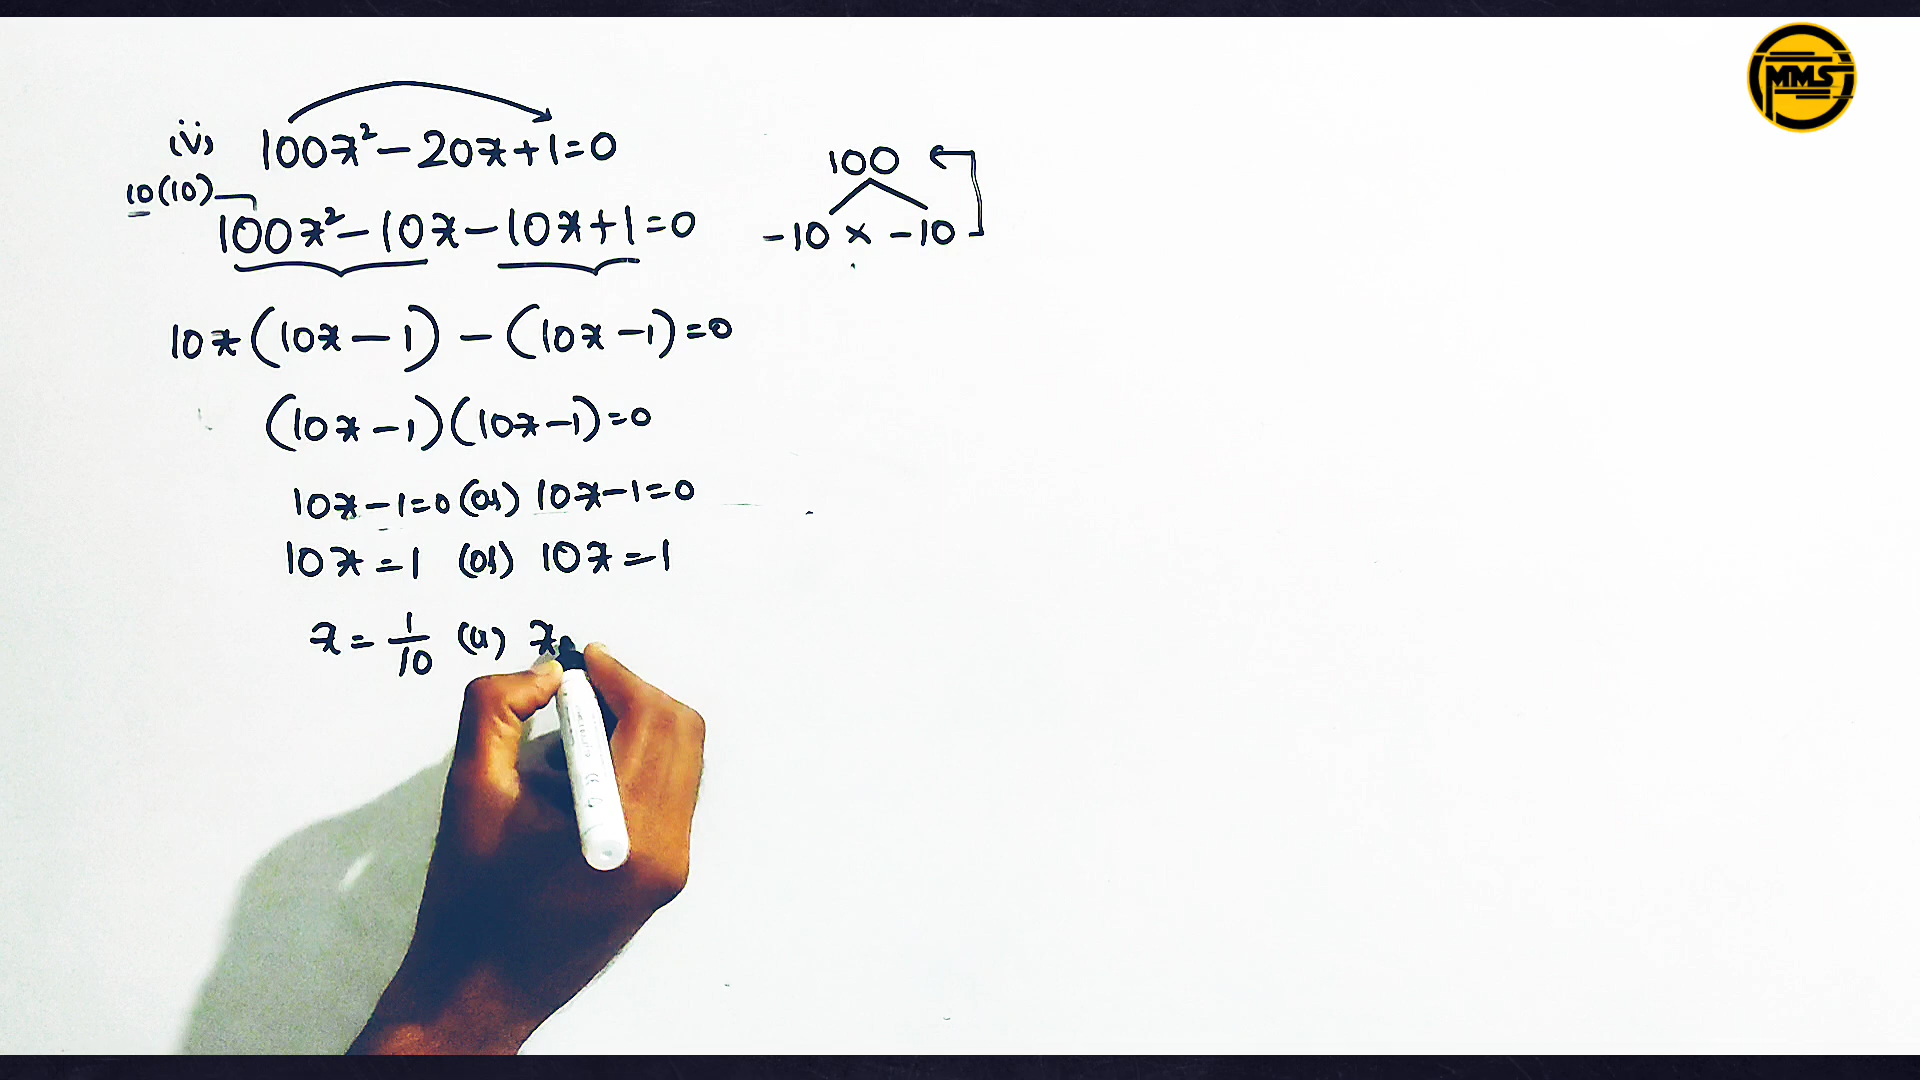 (v) 100x² - 20x + 1 = 0
10(10)
100x² - 10x - 10x + 1 = 0
10x(10x - 1) - (10x - 1) = 0
(10x - 1)(10x - 1) = 0
10x - 1 = 0 (or) 10x - 1 = 0
10x = 1 (or) 10x = 1
x = 1/10 (or) x
100
-10 × -10
MMS